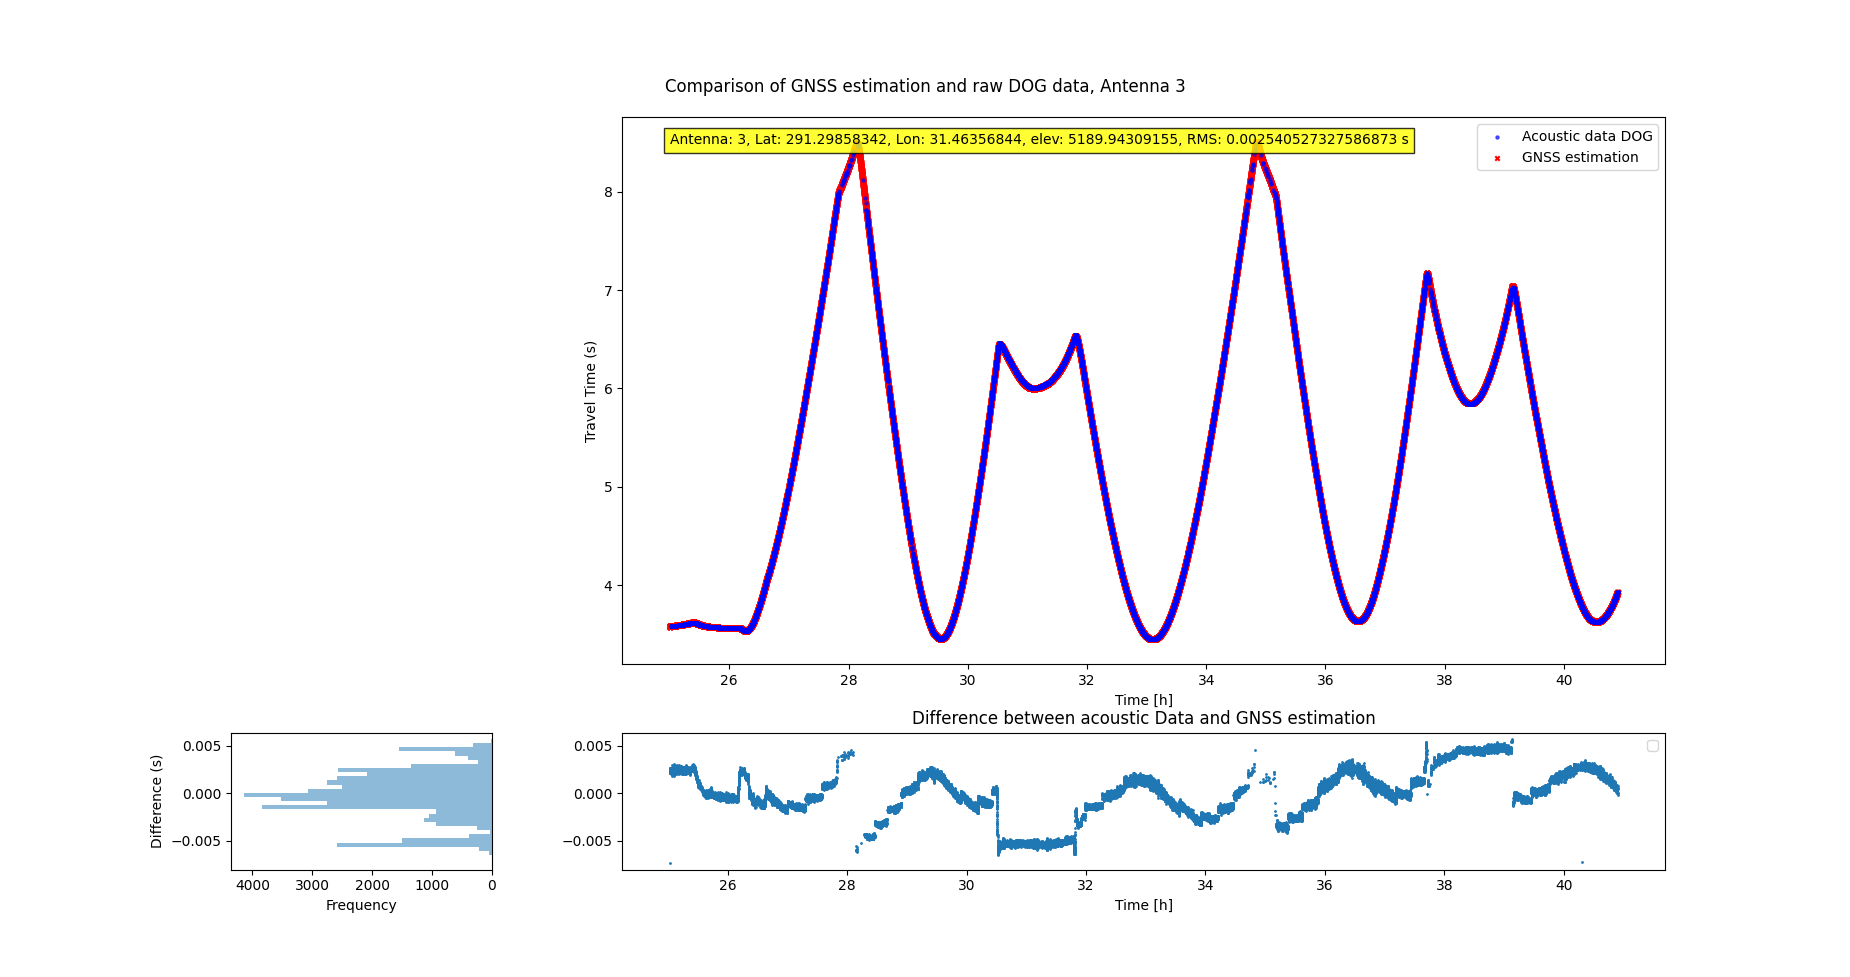 Comparison of GNSS estimation and raw DOG data, Antenna 3
Antenna: 3, Lat: 291.29858342, Lon: 31.46356844, elev: 5189.94309155, RMS: 0.002540527327586873 s
Acoustic data DOG
GNSS estimation
Travel Time (s)
8
7
6
5
4
26 28 30 32 34 36 38 40
Time [h]
Difference between acoustic Data and GNSS estimation
Difference (s)
0.005
0.000
−0.005
4000 3000 2000 1000 0
Frequency
0.005
0.000
−0.005
26 28 30 32 34 36 38 40
Time [h]